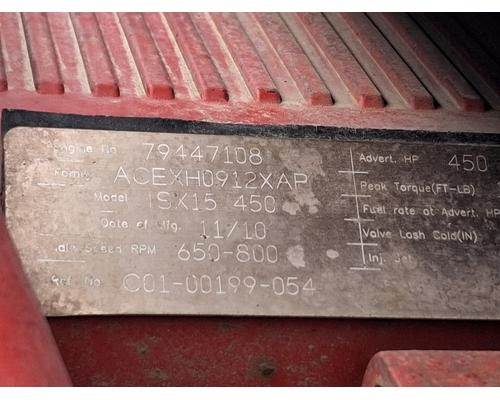 Engine No 79447108
Family ACEXH0912XAP
Model ISX15 450
Date of Mfg. 11/10
Idle Speed RPM 650-800
Ref. No. C01-00199-054
Advert. HP 450
Peak Torque(FT-LB)
Fuel rate at Advert. HP
Valve Lash Cold(IN)
Inj. Jet